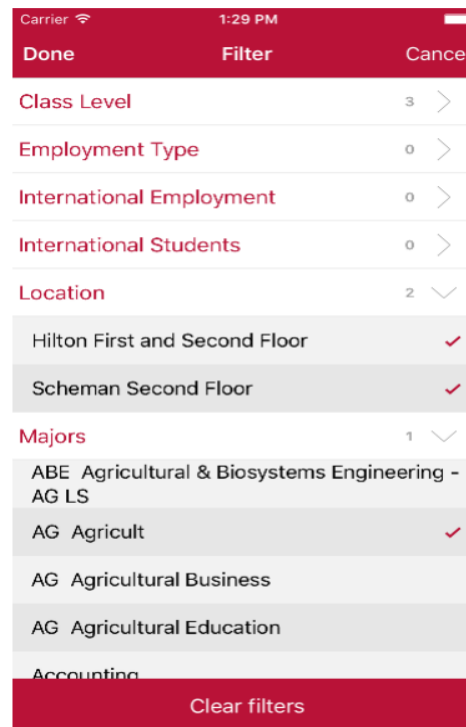 Carrier 1:29 PM
Done Filter Cance
Class Level 3
Employment Type 0
International Employment 0
International Students 0
Location 2
Hilton First and Second Floor
Scheman Second Floor
Majors 1
ABE Agricultural & Biosystems Engineering -
AG LS
AG Agricult
AG Agricultural Business
AG Agricultural Education
Accounting
Clear filters